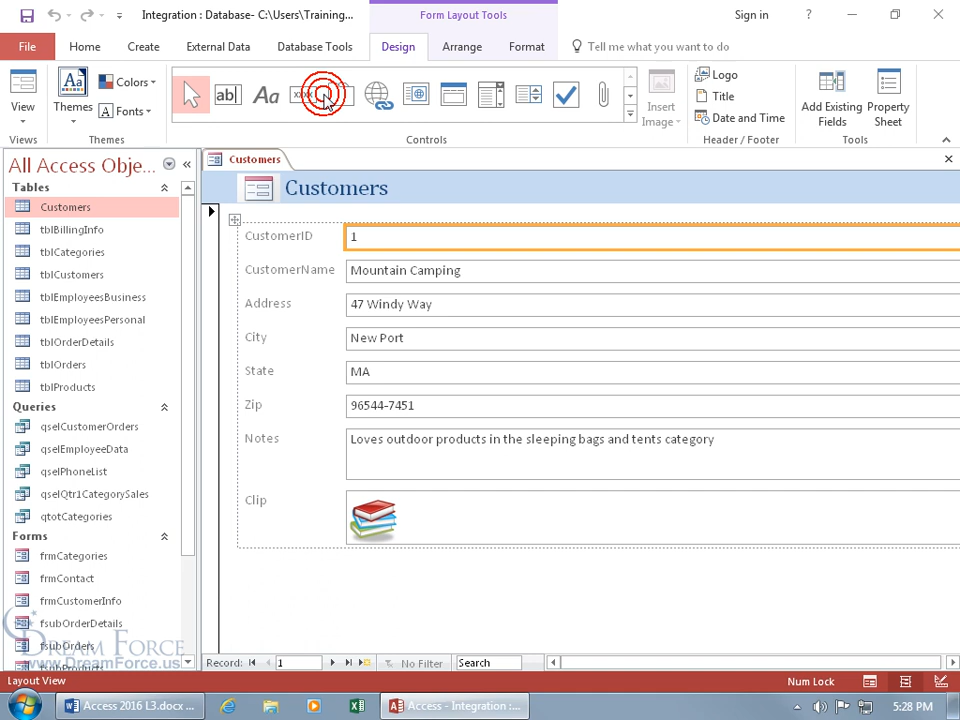 Integration : Database- C:\Users\Training...
Form Layout Tools
Sign in
?
File
Home
Create
External Data
Database Tools
Design
Arrange
Format
Tell me what you want to do
View
Themes
Aa
Colors
Fonts
ab|
Aa
Insert
Image
Logo
Title
Date and Time
Add Existing
Fields
Property
Sheet
Views
Themes
Controls
Header / Footer
Tools
All Access Obje...
Tables
Customers
tblBillingInfo
tblCategories
tblCustomers
tblEmployeesBusiness
tblEmployeesPersonal
tblOrderDetails
tblOrders
tblProducts
Queries
qselCustomerOrders
qselEmployeeData
qselPhoneList
qselQtr1CategorySales
qtotCategories
Forms
frmCategories
frmContact
frmCustomerInfo
fsubOrderDetails
fsubOrders
fsubProducts
Customers
Customers
CustomerID 1
CustomerName Mountain Camping
Address 47 Windy Way
City New Port
State MA
Zip 96544-7451
Notes Loves outdoor products in the sleeping bags and tents category
Clip
Dream Force
www.DreamForce.us
Record: 1 No Filter Search
Layout View
Num Lock
Access 2016 L3.docx ...
Access - Integration :...
5:28 PM